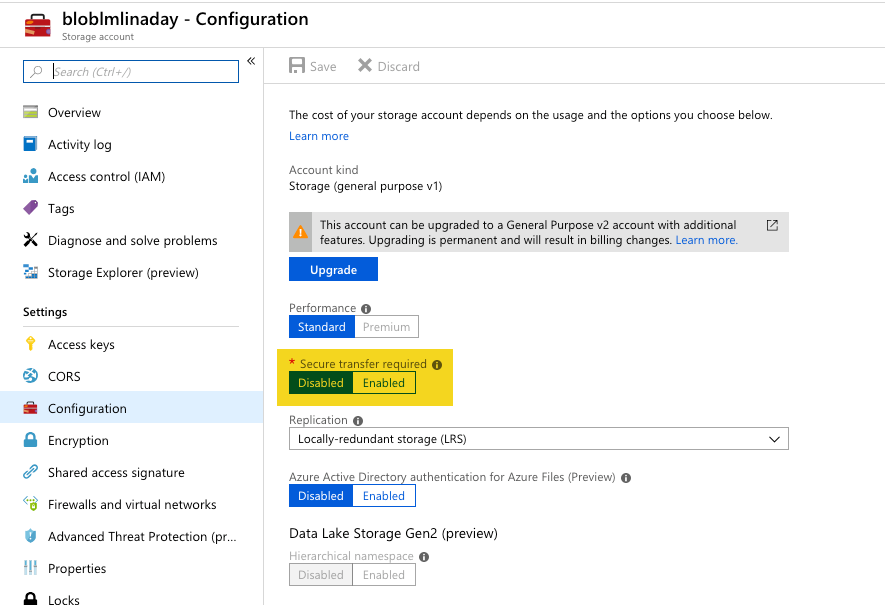 bloblmlinaday - Configuration
Storage account
Search (Ctrl+/)
«
Overview
Activity log
Access control (IAM)
Tags
Diagnose and solve problems
Storage Explorer (preview)
Settings
Access keys
CORS
Configuration
Encryption
Shared access signature
Firewalls and virtual networks
Advanced Threat Protection (pr...
Properties
Locks
Save Discard
The cost of your storage account depends on the usage and the options you choose below.
Learn more
Account kind
Storage (general purpose v1)
This account can be upgraded to a General Purpose v2 account with additional
features. Upgrading is permanent and will result in billing changes. Learn more.
Upgrade
Performance
Standard Premium
* Secure transfer required
Disabled Enabled
Replication
Locally-redundant storage (LRS)
Azure Active Directory authentication for Azure Files (Preview)
Disabled Enabled
Data Lake Storage Gen2 (preview)
Hierarchical namespace
Disabled Enabled